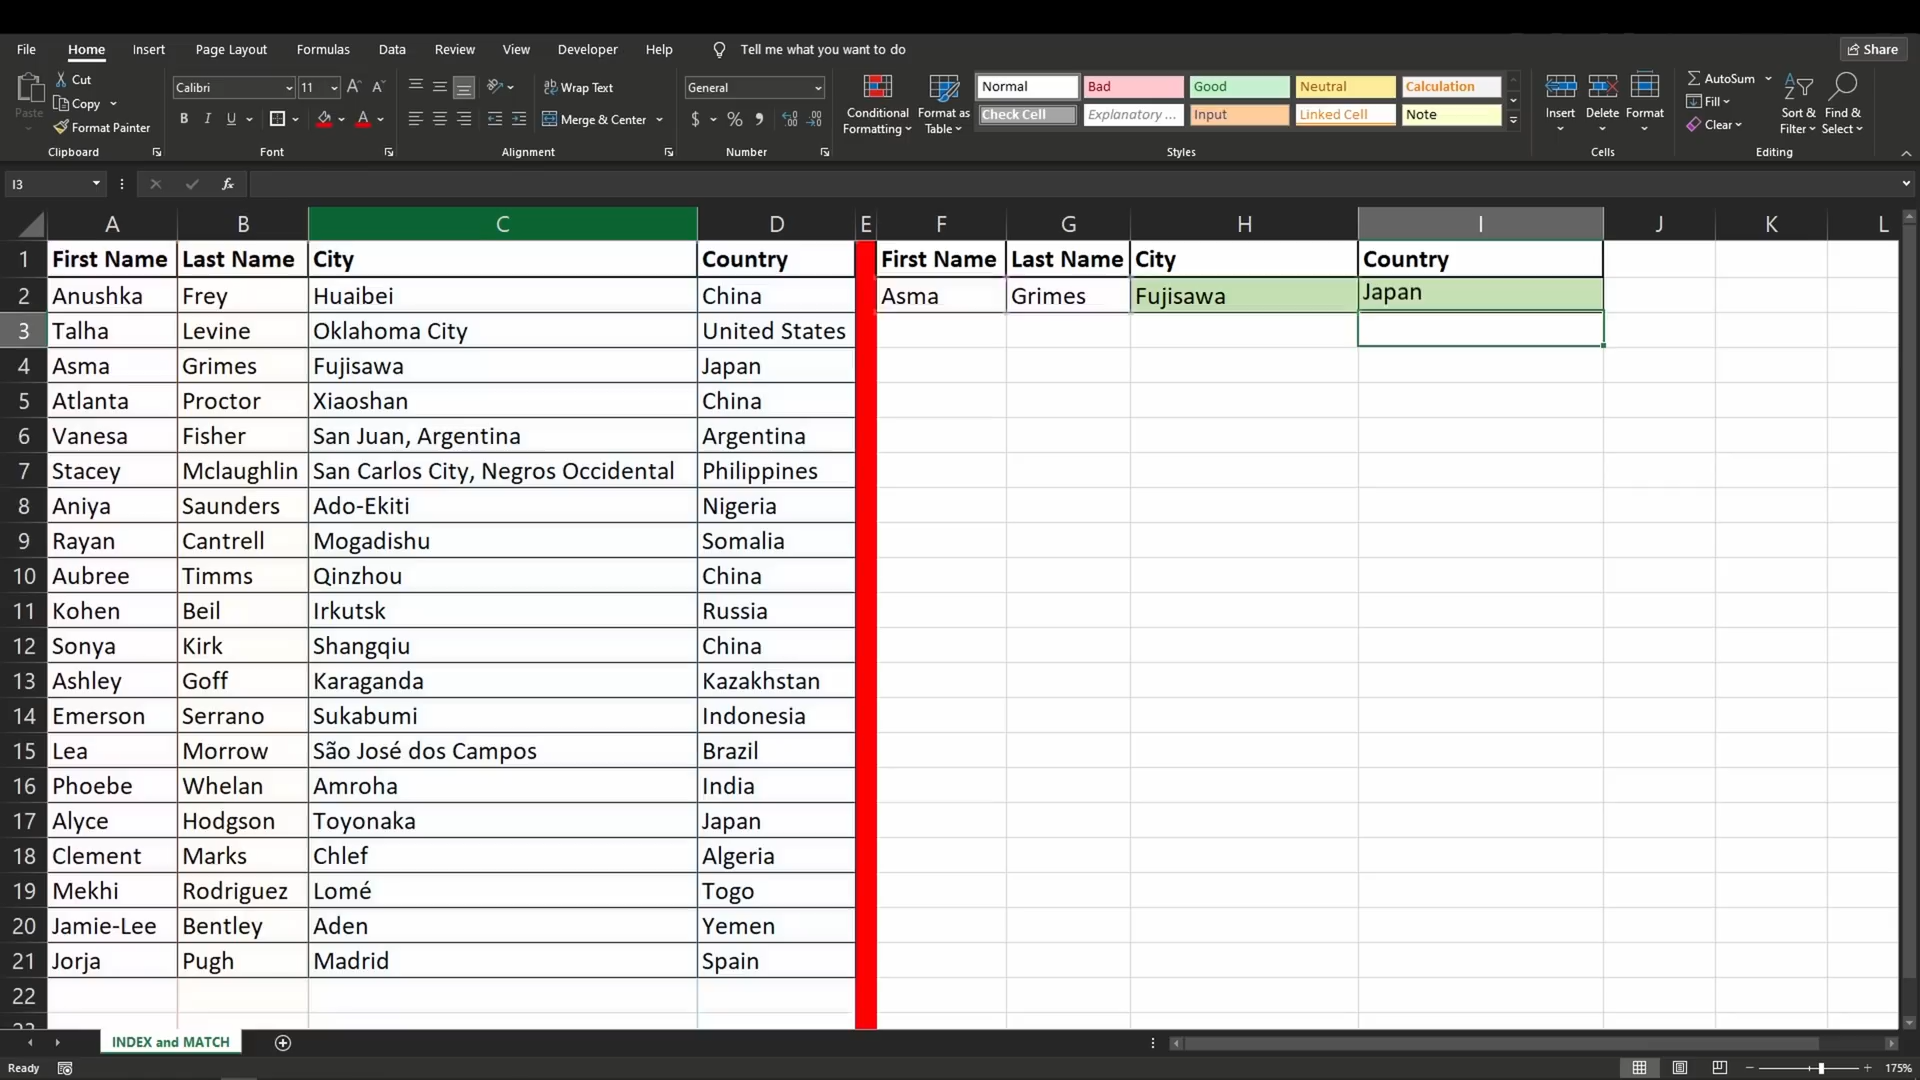 File Home Insert Page Layout Formulas Data Review View Developer Help Tell me what you want to do Share
Paste Cut Copy Format Painter Clipboard
Calibri 11 A A B I U A Font
Wrap Text Merge & Center Alignment
General $ % Number
Conditional Formatting Format as Table
Normal Bad Good Neutral Calculation
Check Cell Explanatory ... Input Linked Cell Note
Styles
Insert Delete Format Cells
AutoSum Fill Clear Sort & Filter Find & Select Editing
I3 fx
A B C D E F G H I J K L
1 First Name Last Name City Country First Name Last Name City Country
2 Anushka Frey Huaibei China Asma Grimes Fujisawa Japan
3 Talha Levine Oklahoma City United States
4 Asma Grimes Fujisawa Japan
5 Atlanta Proctor Xiaoshan China
6 Vanesa Fisher San Juan, Argentina Argentina
7 Stacey Mclaughlin San Carlos City, Negros Occidental Philippines
8 Aniya Saunders Ado-Ekiti Nigeria
9 Rayan Cantrell Mogadishu Somalia
10 Aubree Timms Qinzhou China
11 Kohen Beil Irkutsk Russia
12 Sonya Kirk Shangqiu China
13 Ashley Goff Karaganda Kazakhstan
14 Emerson Serrano Sukabumi Indonesia
15 Lea Morrow São José dos Campos Brazil
16 Phoebe Whelan Amroha India
17 Alyce Hodgson Toyonaka Japan
18 Clement Marks Chlef Algeria
19 Mekhi Rodriguez Lomé Togo
20 Jamie-Lee Bentley Aden Yemen
21 Jorja Pugh Madrid Spain
22
INDEX and MATCH
Ready 175%